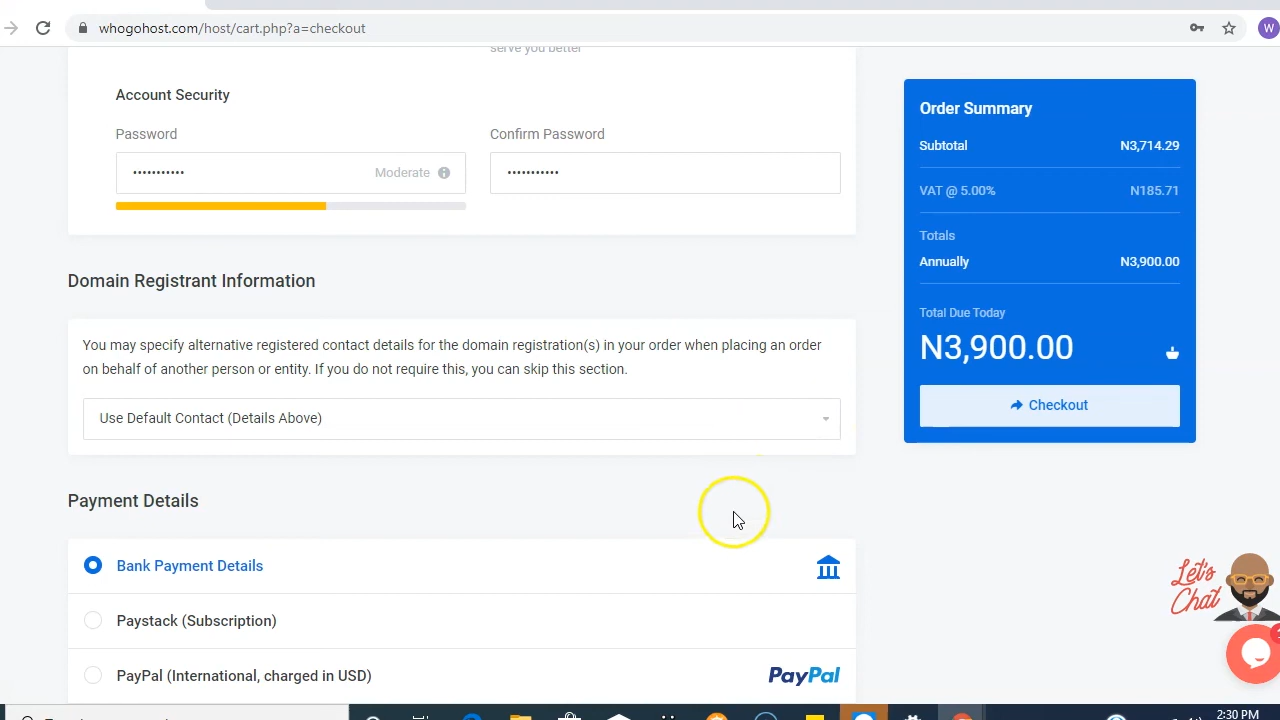 whogohost.com/host/cart.php?a=checkout
W
serve you better
Account Security
Password
Confirm Password
•••••••••••
Moderate
•••••••••••
Domain Registrant Information
You may specify alternative registered contact details for the domain registration(s) in your order when placing an order
on behalf of another person or entity. If you do not require this, you can skip this section.
Use Default Contact (Details Above)
Payment Details
Bank Payment Details
Paystack (Subscription)
PayPal (International, charged in USD)
PayPal
Order Summary
Subtotal N3,714.29
VAT @ 5.00% N185.71
Totals
Annually N3,900.00
Total Due Today
N3,900.00
Checkout
Let's
Chat
2:30 PM